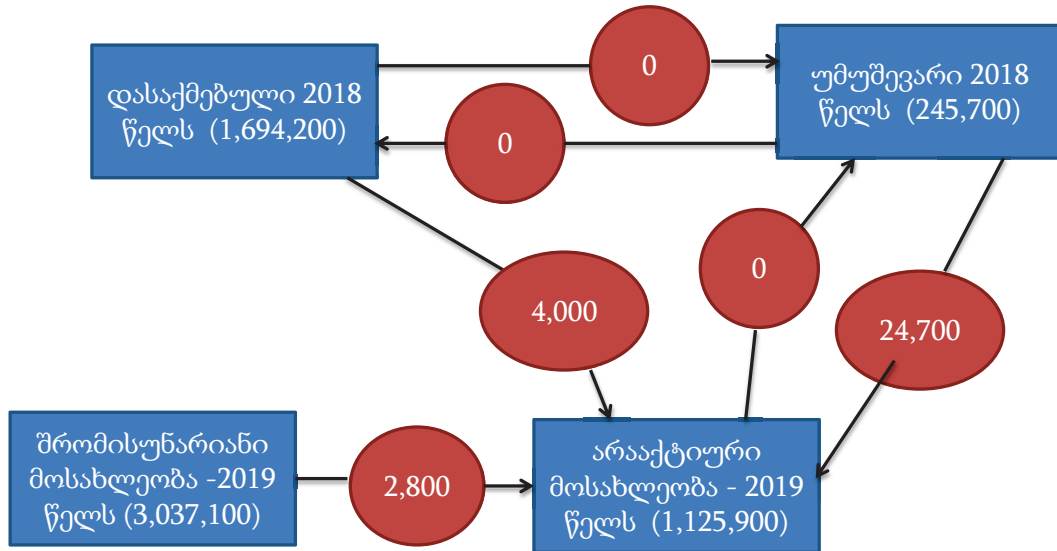 დასაქმებული 2018
წელს (1,694,200)
0
უმუშევარი 2018
წელს (245,700)
0
0
4,000
24,700
შრომისუნარიანი
მოსახლეობა -2019
წელს (3,037,100)
2,800
არააქტიური
მოსახლეობა - 2019
წელს (1,125,900)